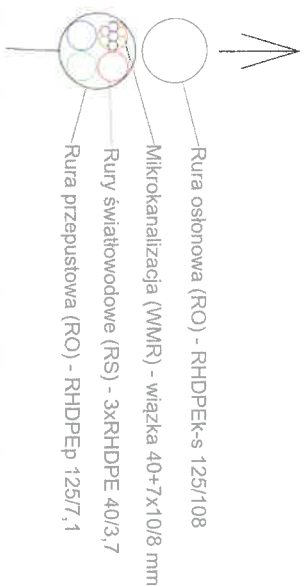 Rura osłonowa (RO) - RHDPEk-s 125/108
Mikrokanalizacja (WMR) - wiązka 40+7x10/8 mm
Rury światłowodowe (RS) - 3xRHDPE 40/3,7
Rura przepustowa (RO) - RHDPEp 125/7,1